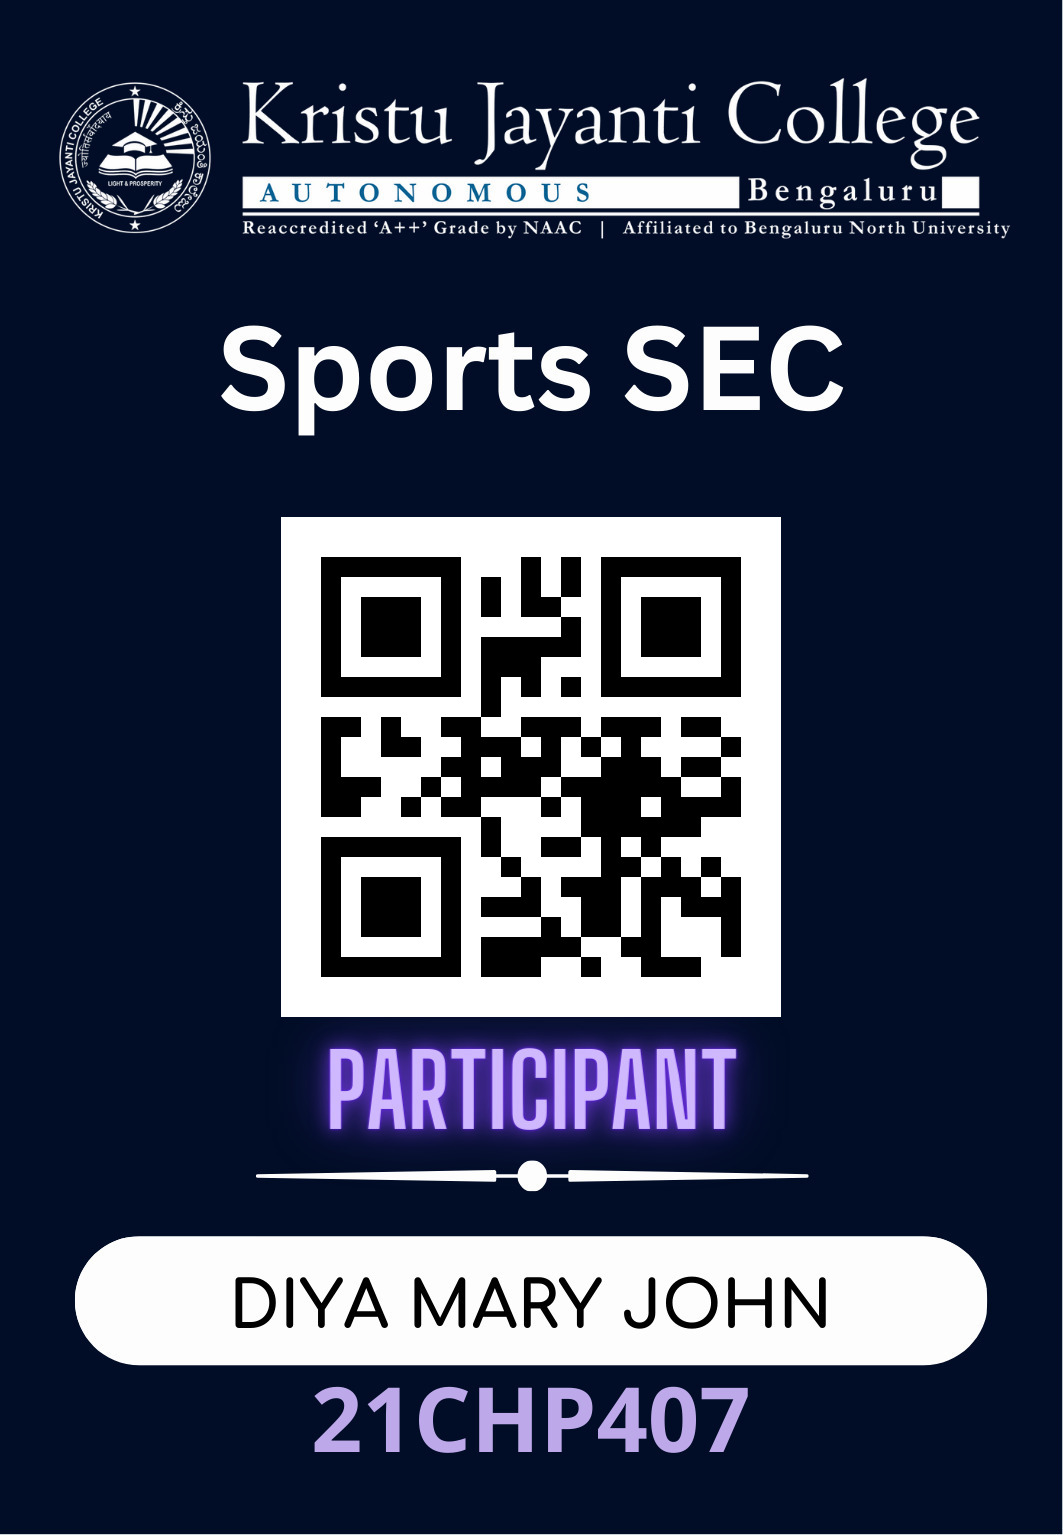 Kristu Jayanti College
AUTONOMOUS Bengaluru
Reaccredited ‘A++’ Grade by NAAC | Affiliated to Bengaluru North University
KRISTU JAYANTI COLLEGE
LIGHT & PROSPERITY
Sports SEC
PARTICIPANT
DIYA MARY JOHN
21CHP407